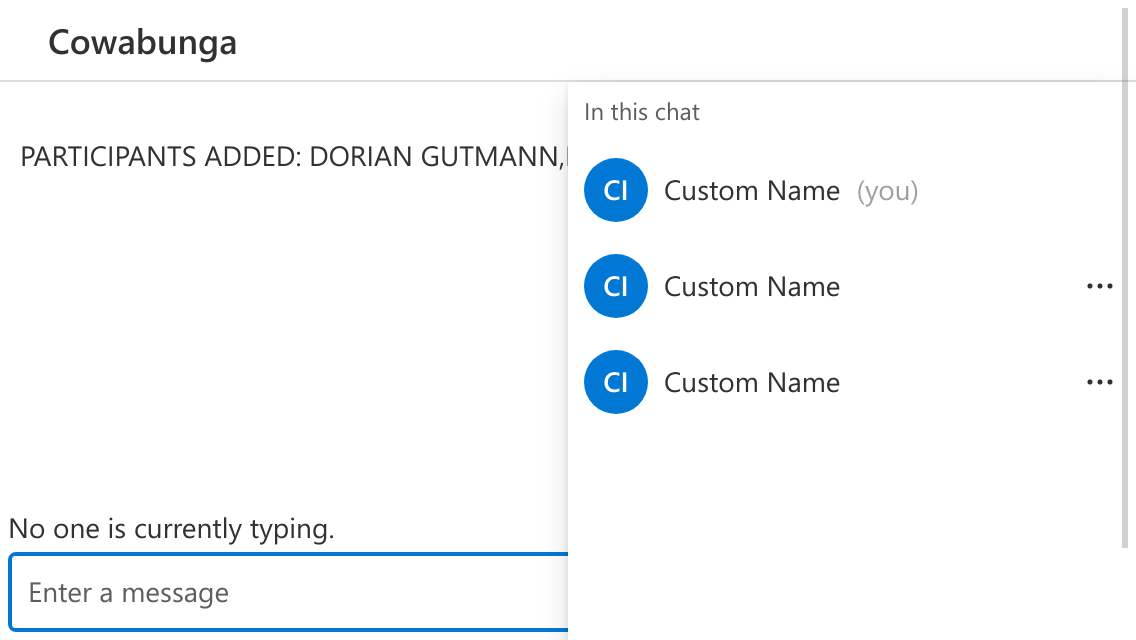 Cowabunga
PARTICIPANTS ADDED: DORIAN GUTMANN,
In this chat
CI Custom Name (you)
CI Custom Name
CI Custom Name
No one is currently typing.
Enter a message